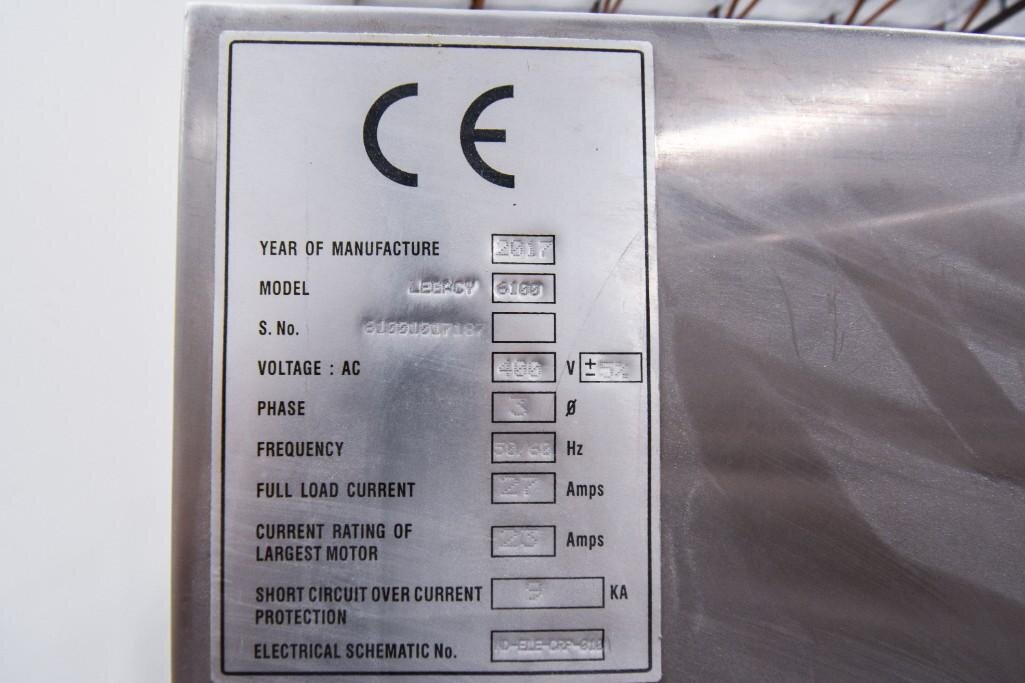 CE
YEAR OF MANUFACTURE 2017
MODEL LEGACY 6100
S. No.
VOLTAGE : AC 400 V ± 5%
PHASE 3 Ø
FREQUENCY 50/60 Hz
FULL LOAD CURRENT 27 Amps
CURRENT RATING OF
LARGEST MOTOR Amps
SHORT CIRCUIT OVER CURRENT KA
PROTECTION
ELECTRICAL SCHEMATIC No.